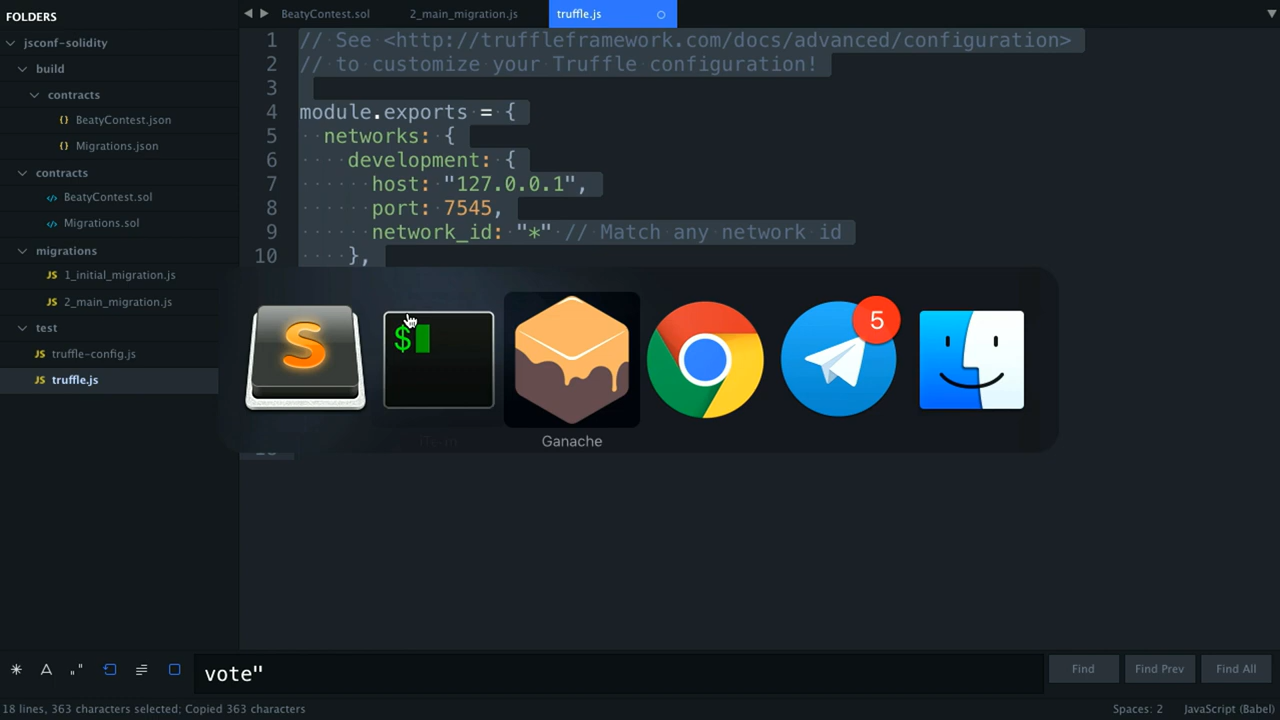 FOLDERS
jsconf-solidity
build
contracts
BeatyContest.json
Migrations.json
contracts
BeatyContest.sol
Migrations.sol
migrations
JS 1_initial_migration.js
JS 2_main_migration.js
test
JS truffle-config.js
JS truffle.js
BeatyContest.sol
2_main_migration.js
truffle.js
1 // See <http://truffleframework.com/docs/advanced/configuration>
2 // to customize your Truffle configuration!
3
4 module.exports = {
5 networks: {
6 development: {
7 host: "127.0.0.1",
8 port: 7545,
9 network_id: "*" // Match any network id
10 },
S
$
5
Ganache
vote"
Find
Find Prev
Find All
18 lines, 363 characters selected; Copied 363 characters
Spaces: 2
JavaScript (Babel)